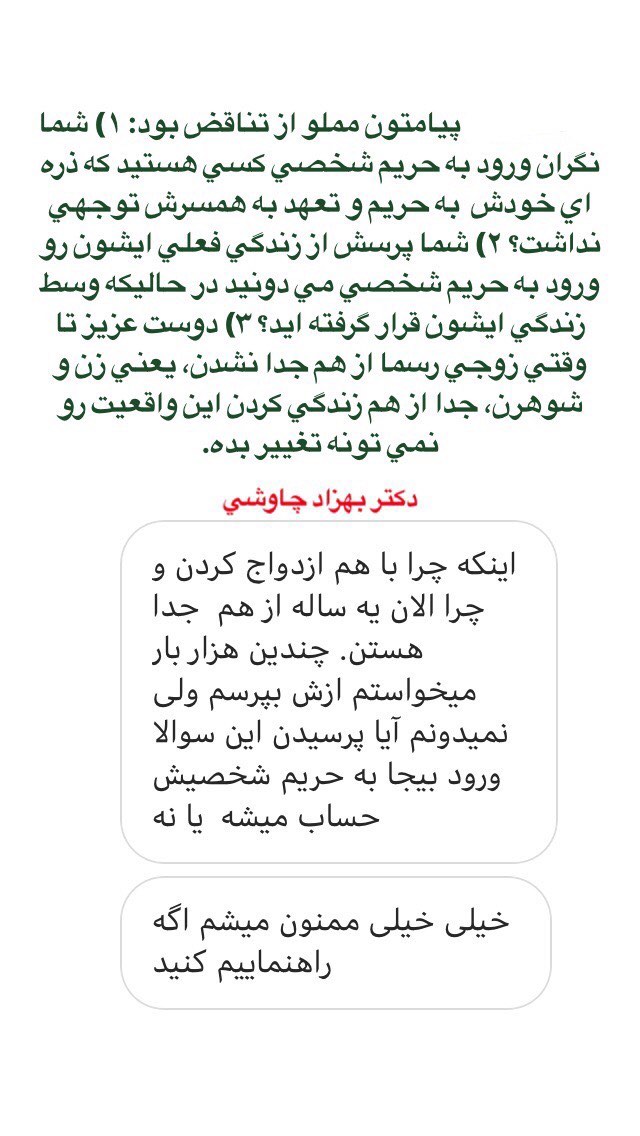 پيامتون مملو از تناقض بود: ۱) شما
نگران ورود به حريم شخصي كسي هستيد كه ذره
اي خودش به حريم و تعهد به همسرش توجهي
نداشت؟ ۲) شما پرسش از زندگي فعلي ايشون رو
ورود به حريم شخصي مي دونيد در حاليكه وسط
زندگي ايشون قرار گرفته ايد؟ ۳) دوست عزيز تا
وقتي زوجي رسما از هم جدا نشدن، يعني زن و
شوهرن، جدا از هم زندگي كردن اين واقعيت رو
نمي تونه تغيير بده.
دكتر بهزاد چاوشي
اینکه چرا با هم ازدواج کردن و
چرا الان یه ساله از هم جدا
هستن. چندین هزار بار
میخواستم ازش بپرسم ولی
نمیدونم آیا پرسیدن این سوالا
ورود بیجا به حریم شخصیش
حساب میشه یا نه
خیلی خیلی ممنون میشم اگه
راهنماییم کنید